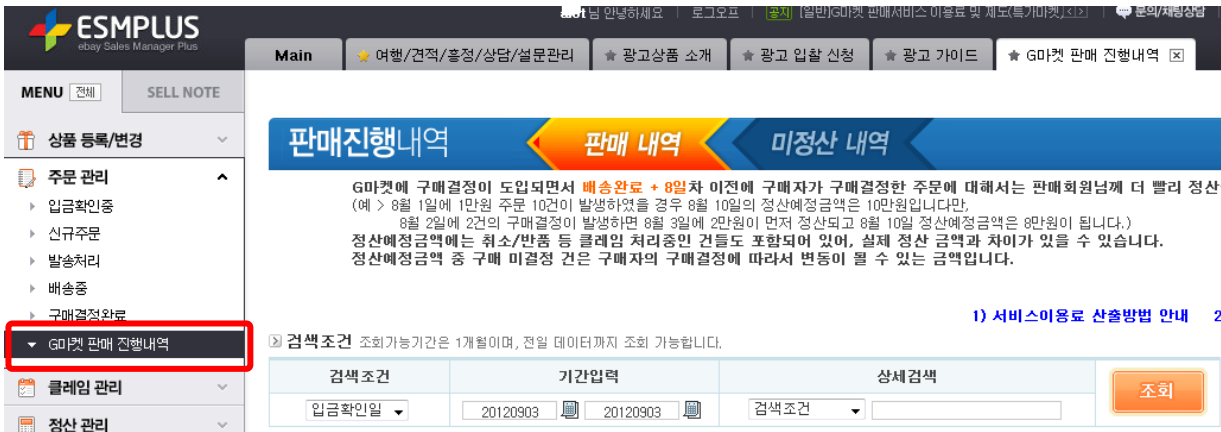 ESMPLUS
ebay Sales Manager Plus
님 안녕하세요 | 로그오프 | [공지] [일반]G마켓 판매서비스 이용료 및 제도(특가마켓) | 문의/채팅상담
Main
여행/견적/흥정/상담/설문관리
광고상품 소개
광고 입찰 신청
광고 가이드
G마켓 판매 진행내역
MENU 전체
SELL NOTE
상품 등록/변경
주문 관리
입금확인중
신규주문
발송처리
배송중
구매결정완료
G마켓 판매 진행내역
클레임 관리
정산 관리
판매진행내역
판매 내역
미정산 내역
G마켓에 구매결정이 도입되면서 배송완료 + 8일차 이전에 구매자가 구매결정한 주문에 대해서는 판매회원님께 더 빨리 정산
(예 > 8월 1일에 1만원 주문 10건이 발생하였을 경우 8월 10일의 정산예정금액은 10만원입니다만,
8월 2일에 2건의 구매결정이 발생하면 8월 3일에 2만원이 먼저 정산되고 8월 10일 정산예정금액은 8만원이 됩니다.)
정산예정금액에는 취소/반품 등 클레임 처리중인 건들도 포함되어 있어, 실제 정산 금액과 차이가 있을 수 있습니다.
정산예정금액 중 구매 미결정 건은 구매자의 구매결정에 따라서 변동이 될 수 있는 금액입니다.
1) 서비스이용료 산출방법 안내 2
검색조건 조회가능기간은 1개월이며, 전일 데이터까지 조회 가능합니다.
검색조건
기간입력
상세검색
조회
입금확인일
20120903
20120903
검색조건